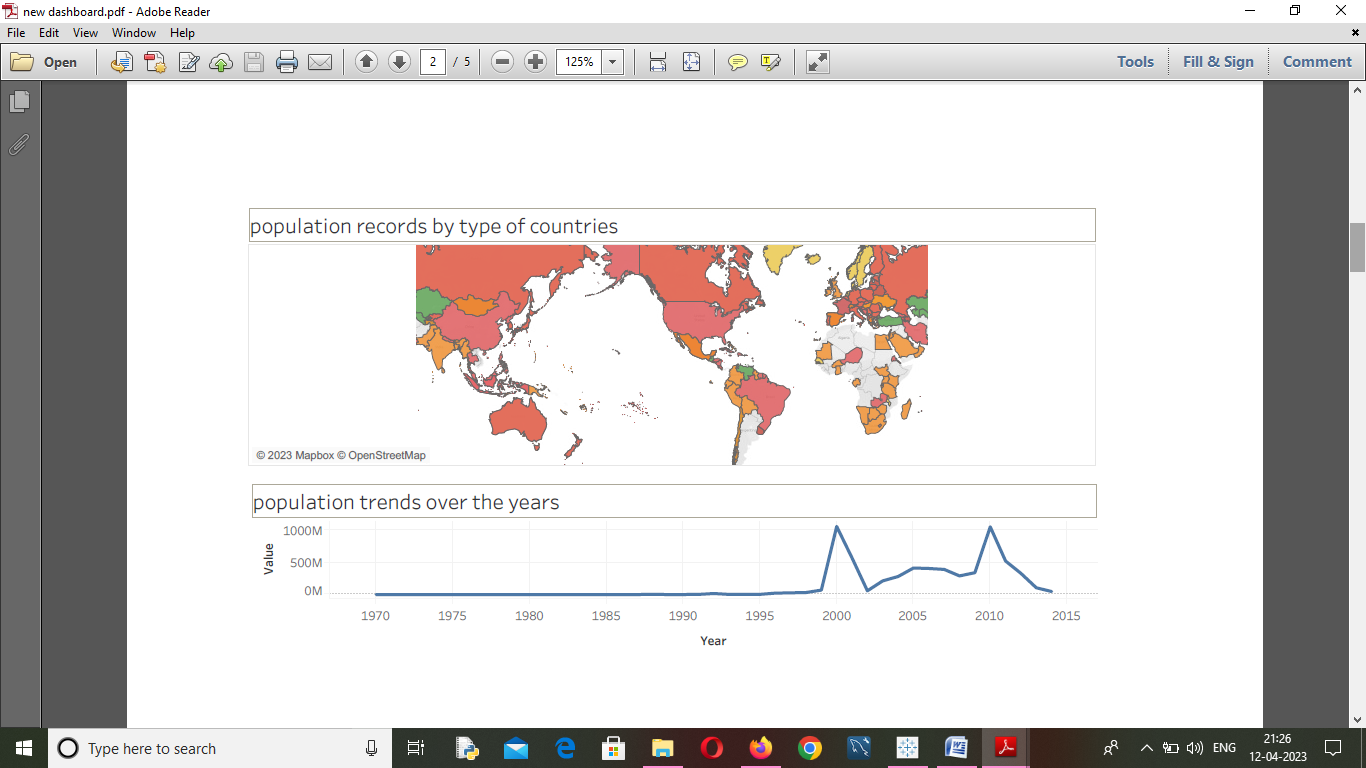 new dashboard.pdf - Adobe Reader
File Edit View Window Help
Open 2 / 5 125% Tools Fill & Sign Comment
population records by type of countries
© 2023 Mapbox © OpenStreetMap
population trends over the years
1000M
500M
0M
Value
1970 1975 1980 1985 1990 1995 2000 2005 2010 2015
Year
Type here to search
ENG
21:26
12-04-2023